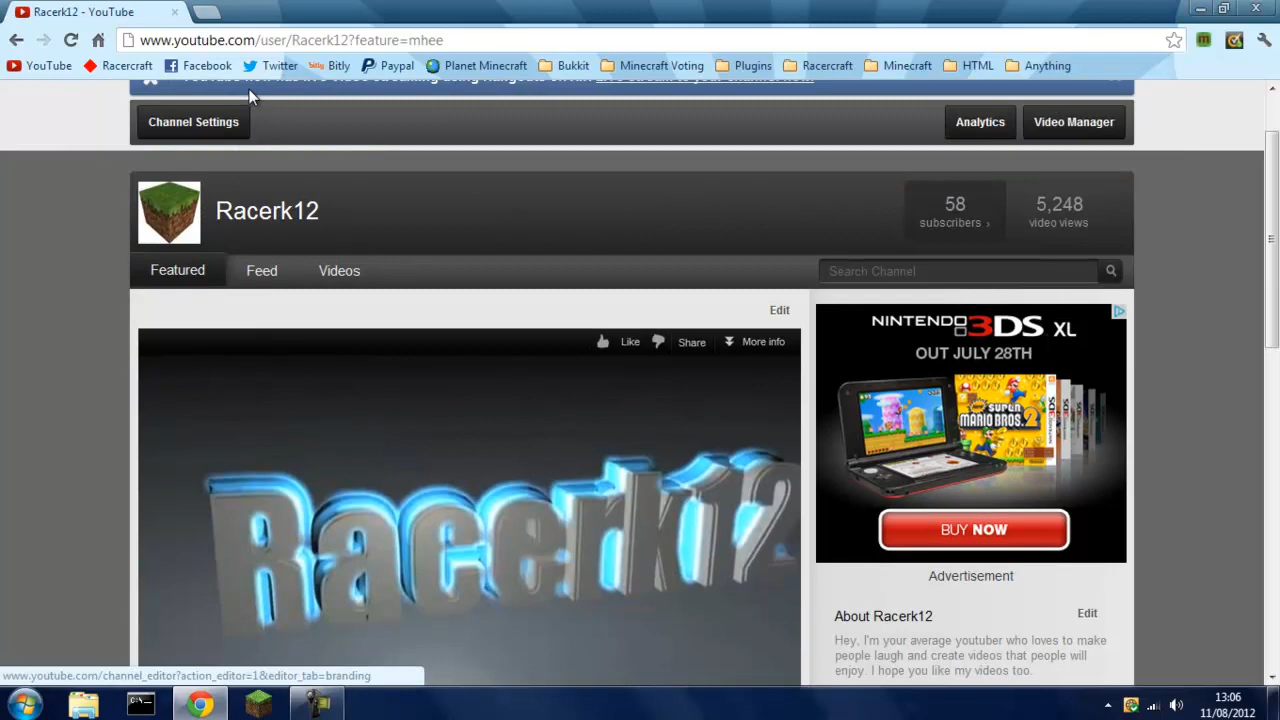 Racerk12 - YouTube
www.youtube.com/user/Racerk12?feature=mhee
YouTube Racercraft Facebook Twitter Bitly Paypal Planet Minecraft Bukkit Minecraft Voting Plugins Racercraft Minecraft HTML Anything
Channel Settings Analytics Video Manager
Racerk12
58 subscribers ›
5,248 video views
Featured Feed Videos Search Channel
Edit
Like Share More info
Racerk12
NINTENDO 3DS XL
OUT JULY 28TH
NEW SUPER MARIO BROS. 2
BUY NOW
Advertisement
About Racerk12 Edit
Hey, I'm your average youtuber who loves to make
people laugh and create videos that people will
enjoy. I hope you like my videos too.
www.youtube.com/channel_editor?action_editor=1&editor_tab=branding
13:06
11/08/2012